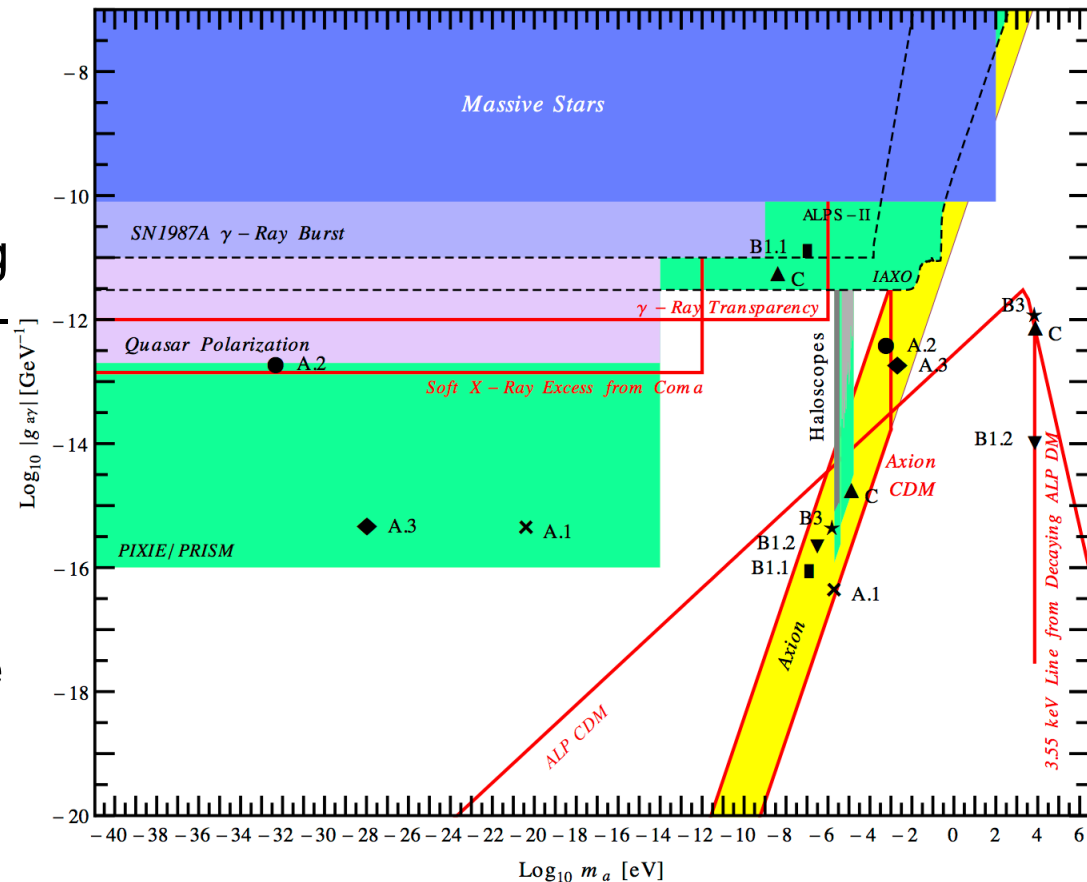 Massive Stars
ALPS-II
SN1987A γ-Ray Burst
B1.1
C
IAXO
γ-Ray Transparency
B3
C
Quasar Polarization
A.2
A.2
A.3
Soft X-Ray Excess from Coma
Haloscopes
B1.2
Axion
CDM
C
A.3
A.1
B3
B1.2
B1.1
A.1
PIXIE/PRISM
Axion
ALP CDM
3.55 keV Line from Decaying ALP DM
Log₁₀ |g aγ| [GeV⁻¹]
-8
-10
-12
-14
-16
-18
-20
-40 -38 -36 -34 -32 -30 -28 -26 -24 -22 -20 -18 -16 -14 -12 -10 -8 -6 -4 -2 0 2 4 6
Log₁₀ m a [eV]